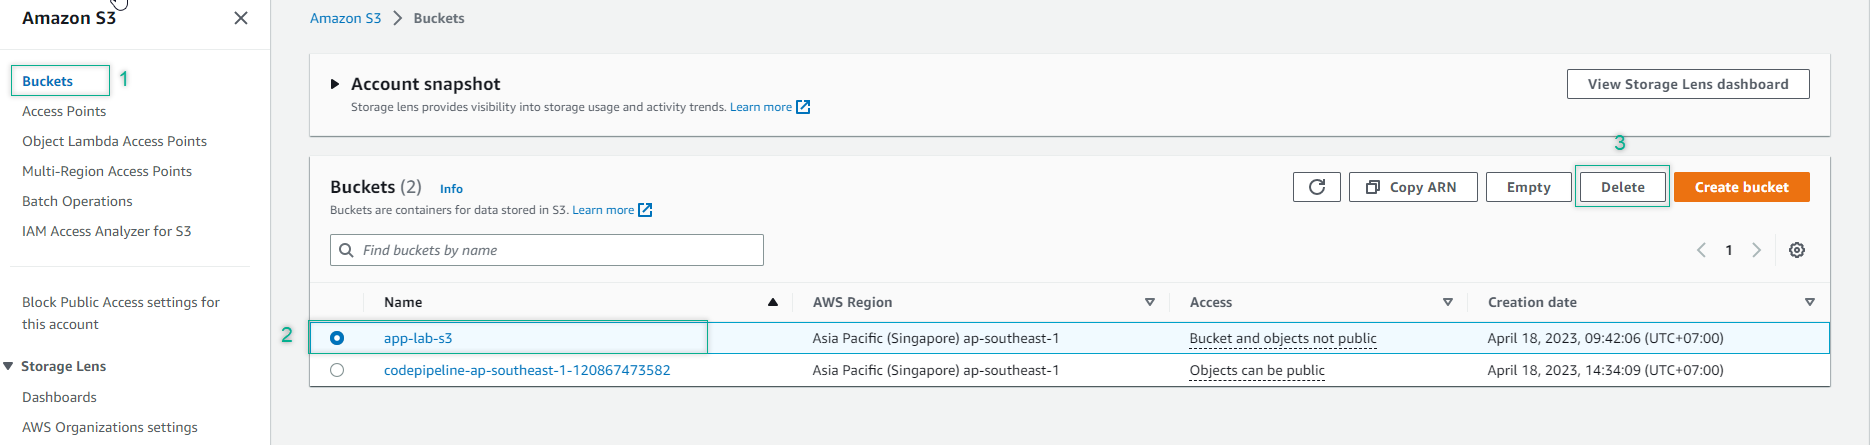 Amazon S3
Buckets 1
Access Points
Object Lambda Access Points
Multi-Region Access Points
Batch Operations
IAM Access Analyzer for S3
Block Public Access settings for
this account
Storage Lens
Dashboards
AWS Organizations settings
Amazon S3 Buckets
Account snapshot
Storage lens provides visibility into storage usage and activity trends. Learn more
View Storage Lens dashboard
3
Buckets (2) Info
Buckets are containers for data stored in S3. Learn more
Copy ARN Empty Delete Create bucket
Find buckets by name
1
Name AWS Region Access Creation date
2 app-lab-s3 Asia Pacific (Singapore) ap-southeast-1 Bucket and objects not public April 18, 2023, 09:42:06 (UTC+07:00)
codepipeline-ap-southeast-1-120867473582 Asia Pacific (Singapore) ap-southeast-1 Objects can be public April 18, 2023, 14:34:09 (UTC+07:00)